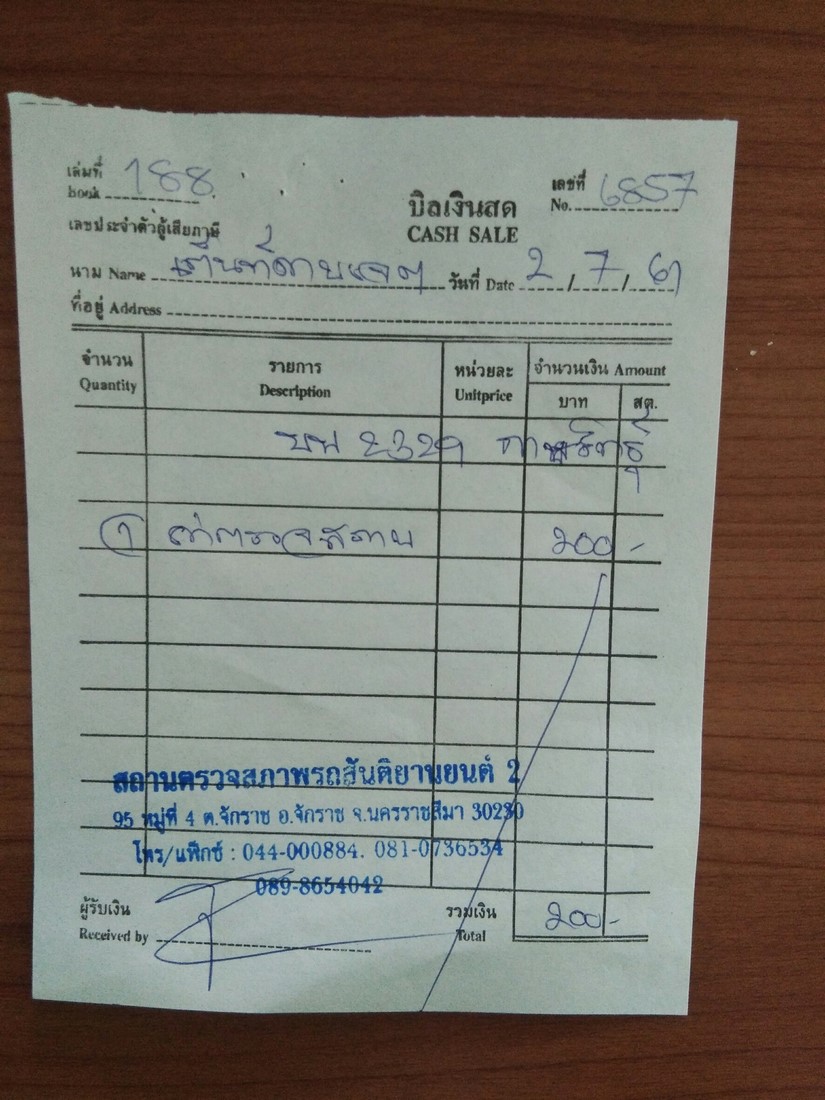 เล่มที่ 188 เลขที่ 6857
book No.
บิลเงินสด
เลขประจำตัวผู้เสียภาษี CASH SALE
นาม Name เต๊นท์ดาบแจค วันที่ Date 2, 7, 61
ที่อยู่ Address
จำนวน รายการ หน่วยละ จำนวนเงิน Amount
Quantity Description Unitprice บาท สต.
บพ 2329 กาฬสินธุ์
1 ค่าตรวจสภาพ 200 -
สถานตรวจสภาพรถสันติยานยนต์ 2
95 หมู่ที่ 4 ต.จักราช อ.จักราช จ.นครราชสีมา 30230
โทร/แฟ็กซ์ : 044-000884. 081-0736534
089-8654042
ผู้รับเงิน รวมเงิน 200 -
Received by Total